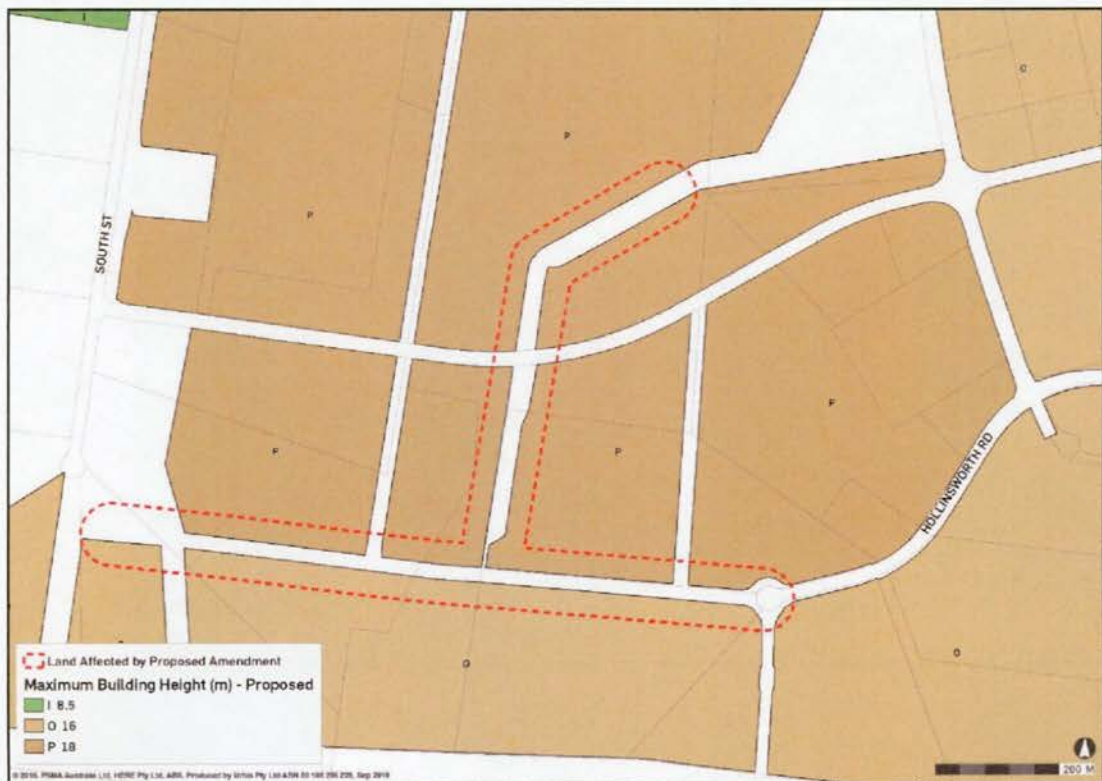 I
O
P
P
SOUTH ST
P
P
P
HOLLINSWORTH RD
O
O
Land Affected by Proposed Amendment
Maximum Building Height (m) - Proposed
I 8.5
O 16
P 18
200 M